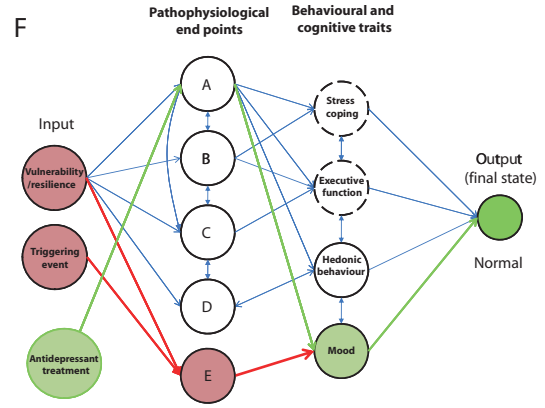 F
Pathophysiological
end points
Behavioural and
cognitive traits
Input
Vulnerability
/resilience
Triggering
event
Antidepressant
treatment
A
B
C
D
E
Stress
coping
Executive
function
Hedonic
behaviour
Mood
Output
(final state)
Normal